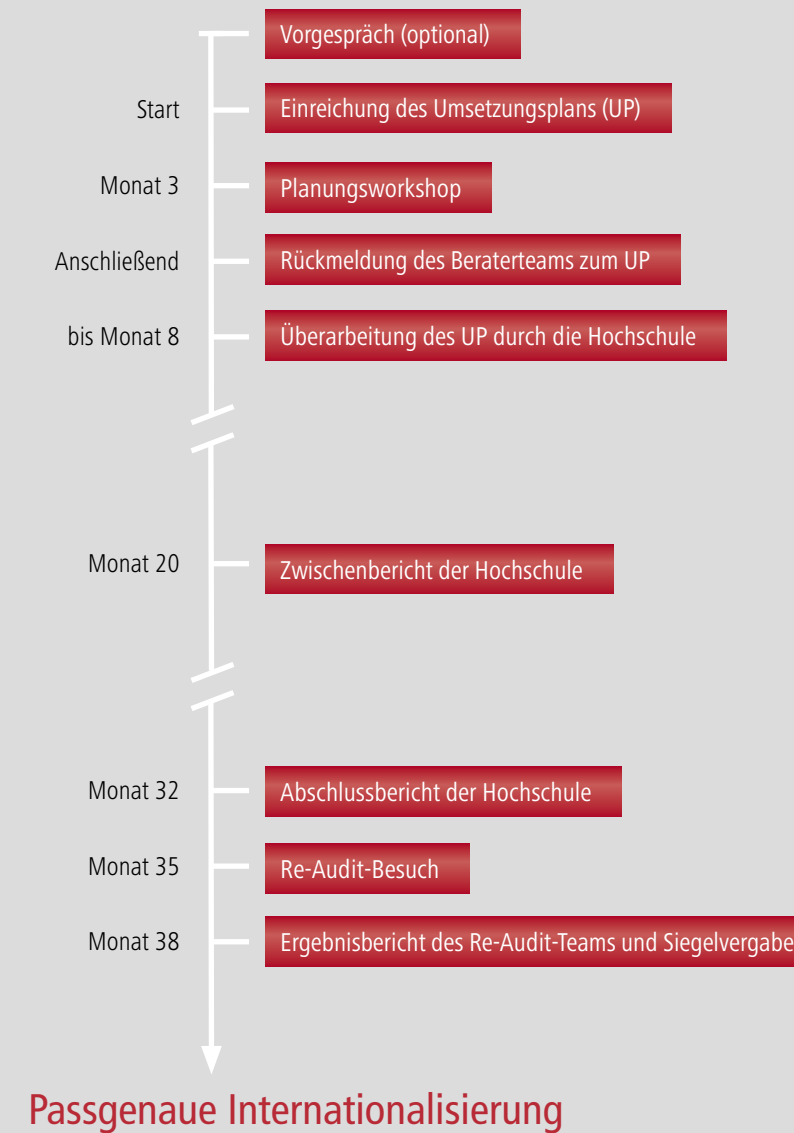 Vorgespräch (optional)
Start Einreichung des Umsetzungsplans (UP)
Monat 3 Planungsworkshop
Anschließend Rückmeldung des Beraterteams zum UP
bis Monat 8 Überarbeitung des UP durch die Hochschule
Monat 20 Zwischenbericht der Hochschule
Monat 32 Abschlussbericht der Hochschule
Monat 35 Re-Audit-Besuch
Monat 38 Ergebnisbericht des Re-Audit-Teams und Siegelvergabe
Passgenaue Internationalisierung